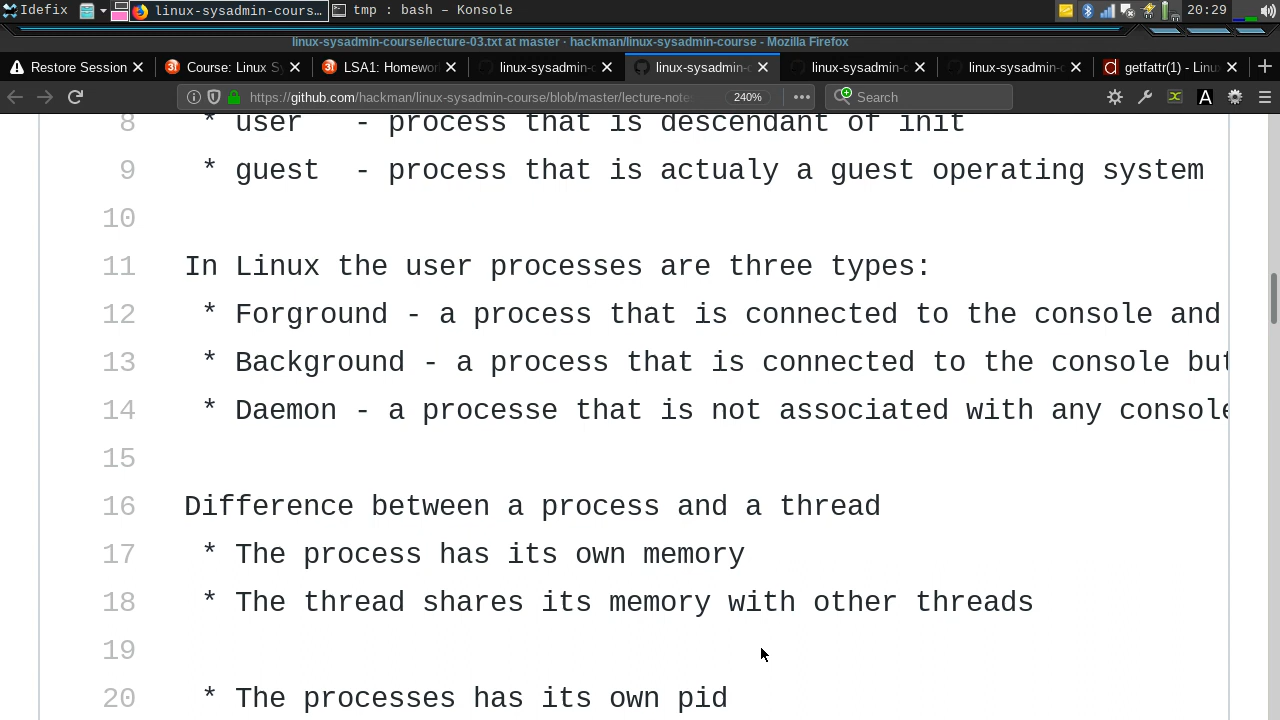 Idefix
linux-sysadmin-cours…
tmp : bash – Konsole
20:29
linux-sysadmin-course/lecture-03.txt at master · hackman/linux-sysadmin-course - Mozilla Firefox
Restore Session
Course: Linux Sy
LSA1: Homewor
linux-sysadmin-c
linux-sysadmin-c
linux-sysadmin-c
linux-sysadmin-c
getfattr(1) - Linux
https://github.com/hackman/linux-sysadmin-course/blob/master/lecture-note
240%
Search
8 * user - process that is descendant of init
9 * guest - process that is actualy a guest operating system
10
11 In Linux the user processes are three types:
12 * Forground - a process that is connected to the console and
13 * Background - a process that is connected to the console but
14 * Daemon - a processe that is not associated with any console
15
16 Difference between a process and a thread
17 * The process has its own memory
18 * The thread shares its memory with other threads
19
20 * The processes has its own pid